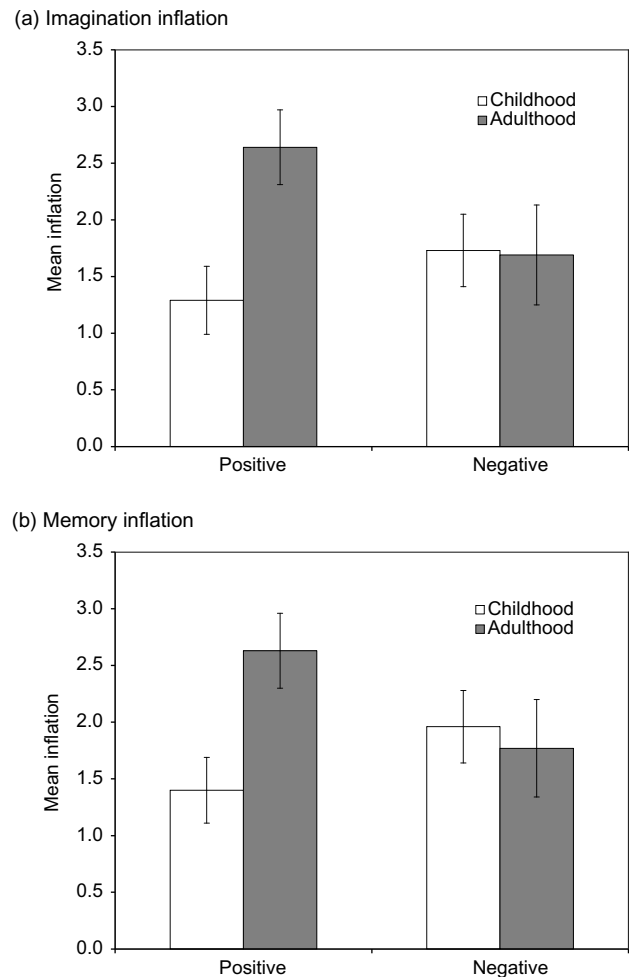 (a) Imagination inflation
3.5
3.0
2.5
2.0
1.5
1.0
0.5
0.0
Mean inflation
Childhood
Adulthood
Positive Negative
(b) Memory inflation
3.5
3.0
2.5
2.0
1.5
1.0
0.5
0.0
Mean inflation
Childhood
Adulthood
Positive Negative